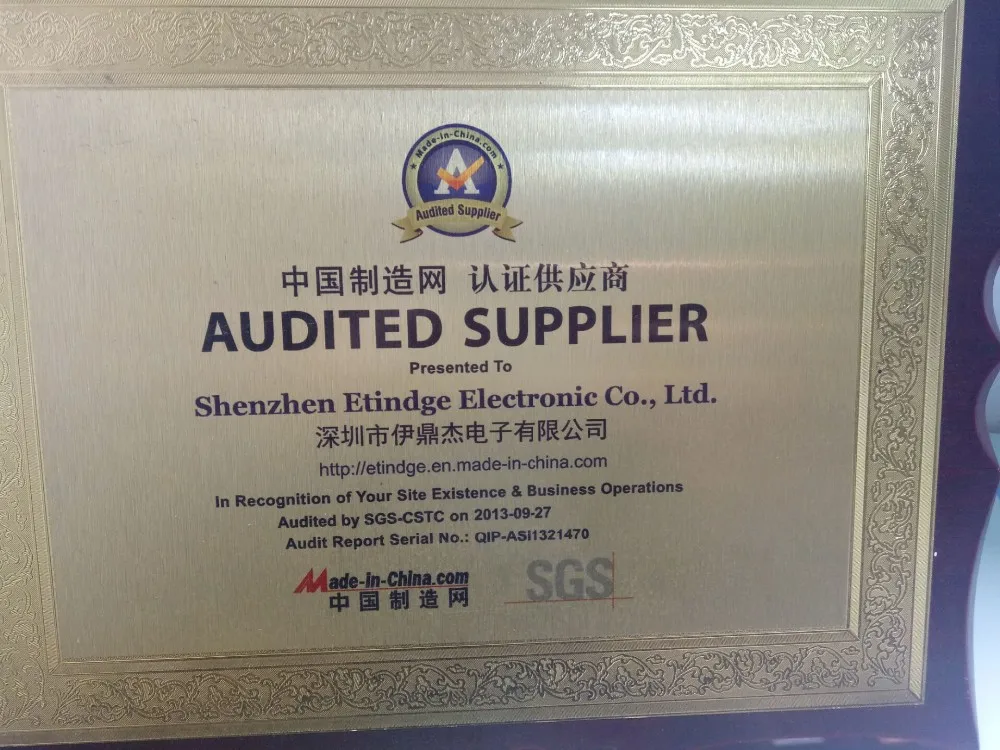 Made-in-China.com
A
Audited Supplier
中国制造网 认证供应商
AUDITED SUPPLIER
Presented To
Shenzhen Etindge Electronic Co., Ltd.
深圳市伊鼎杰电子有限公司
http://etindge.en.made-in-china.com
In Recognition of Your Site Existence & Business Operations
Audited by SGS-CSTC on 2013-09-27
Audit Report Serial No.: QIP-ASI1321470
Made-in-China.com
中国制造网
SGS